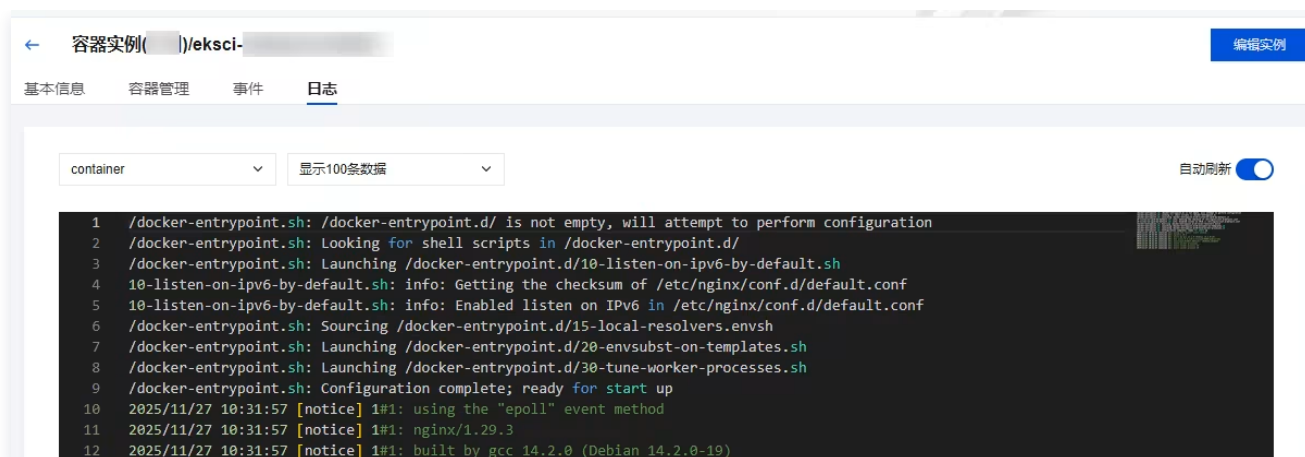 容器实例( )/eksci-
编辑实例
基本信息 容器管理 事件 日志
container 显示100条数据 自动刷新
1 /docker-entrypoint.sh: /docker-entrypoint.d/ is not empty, will attempt to perform configuration
2 /docker-entrypoint.sh: Looking for shell scripts in /docker-entrypoint.d/
3 /docker-entrypoint.sh: Launching /docker-entrypoint.d/10-listen-on-ipv6-by-default.sh
4 10-listen-on-ipv6-by-default.sh: info: Getting the checksum of /etc/nginx/conf.d/default.conf
5 10-listen-on-ipv6-by-default.sh: info: Enabled listen on IPv6 in /etc/nginx/conf.d/default.conf
6 /docker-entrypoint.sh: Sourcing /docker-entrypoint.d/15-local-resolvers.envsh
7 /docker-entrypoint.sh: Launching /docker-entrypoint.d/20-envsubst-on-templates.sh
8 /docker-entrypoint.sh: Launching /docker-entrypoint.d/30-tune-worker-processes.sh
9 /docker-entrypoint.sh: Configuration complete; ready for start up
10 2025/11/27 10:31:57 [notice] 1#1: using the "epoll" event method
11 2025/11/27 10:31:57 [notice] 1#1: nginx/1.29.3
12 2025/11/27 10:31:57 [notice] 1#1: built by gcc 14.2.0 (Debian 14.2.0-19)